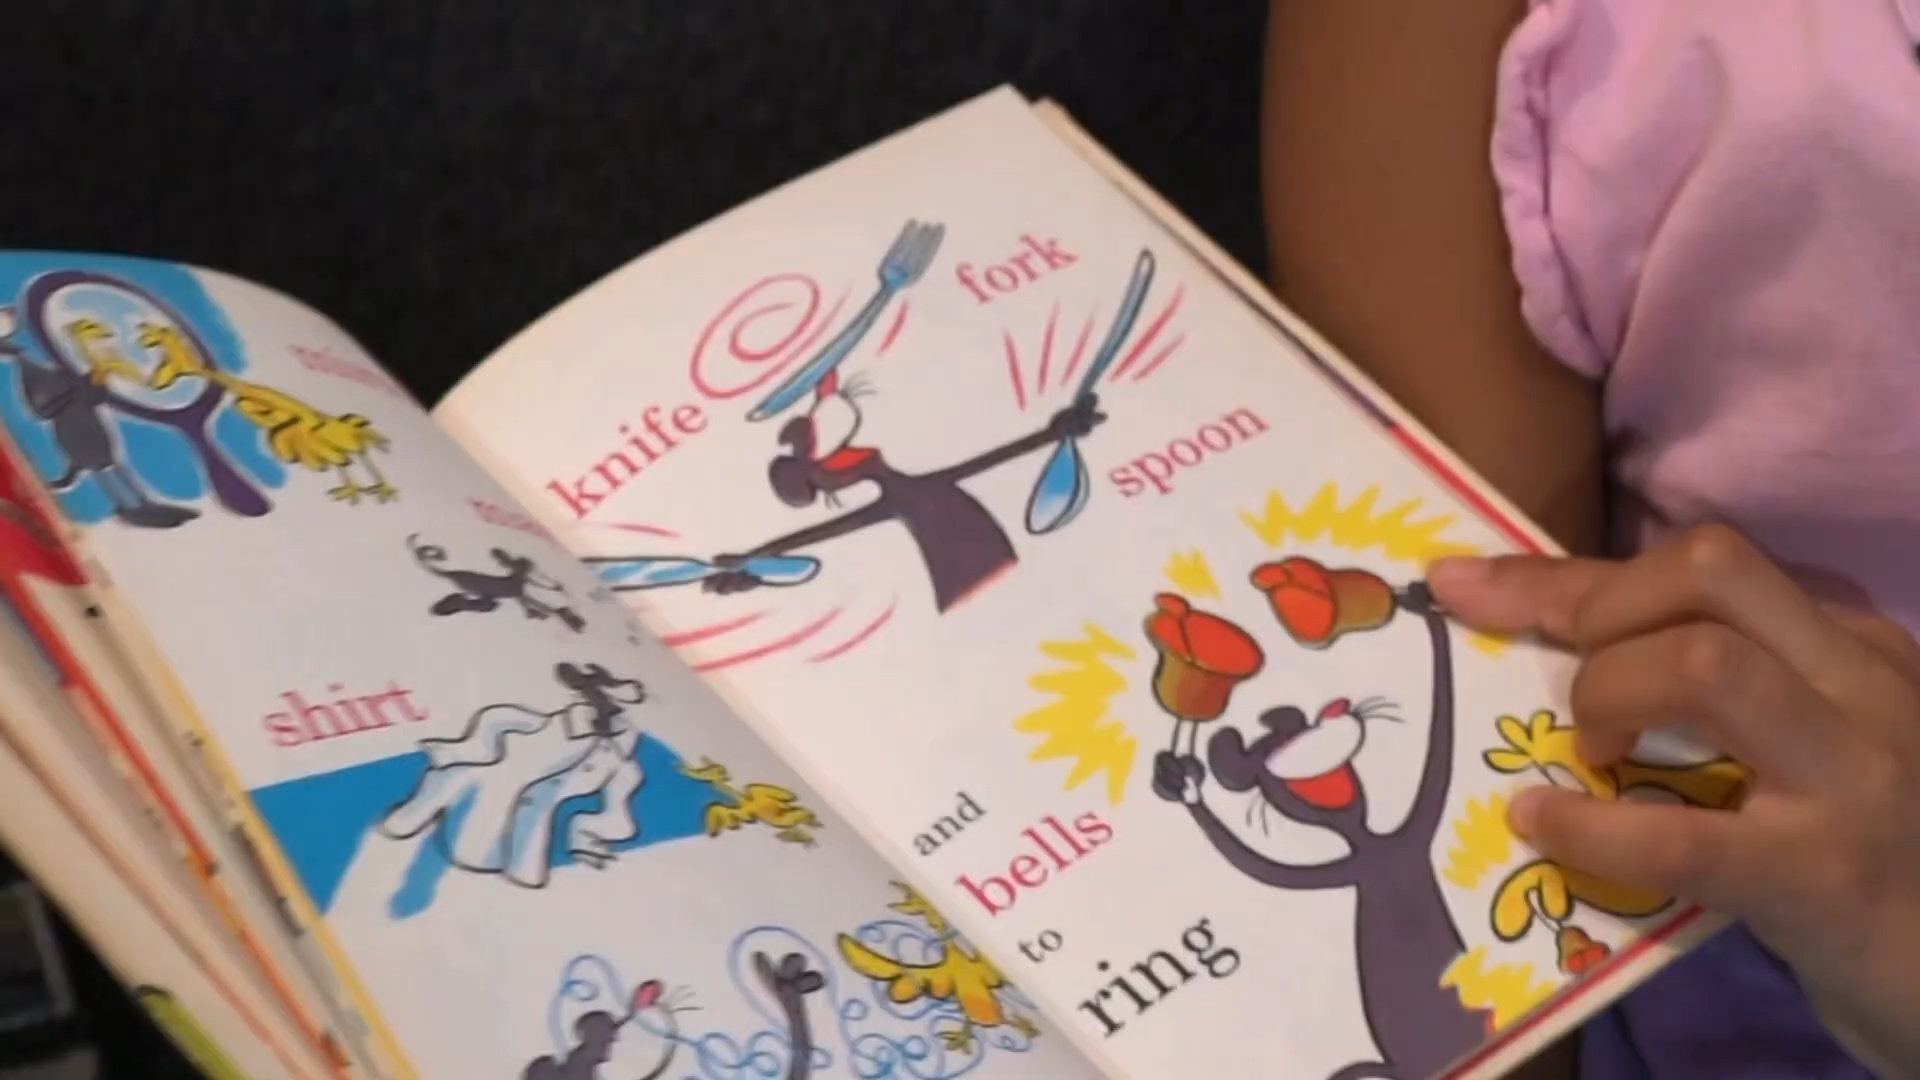 shirt
knife
fork
spoon
and
bells
to
ring